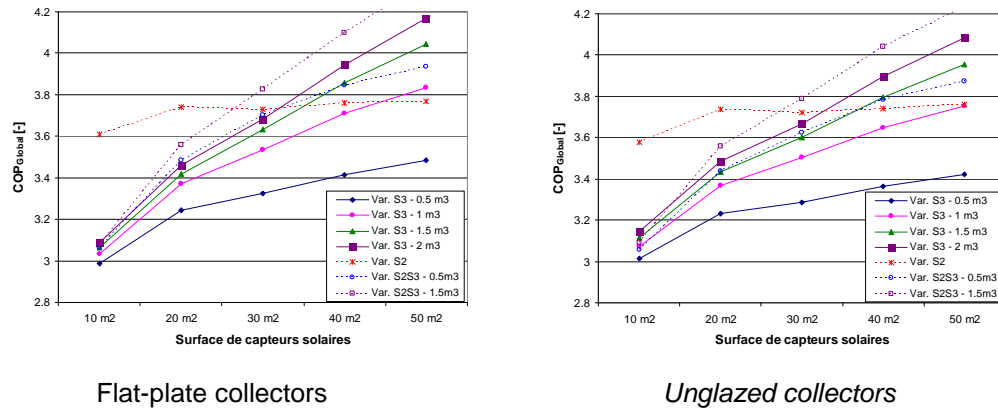 4.2
4
3.8
3.6
3.4
3.2
3
2.8
COPGlobal [-]
10 m2 20 m2 30 m2 40 m2 50 m2
Surface de capteurs solaires
Var. S3 - 0.5 m3
Var. S3 - 1 m3
Var. S3 - 1.5 m3
Var. S3 - 2 m3
Var. S2
Var. S2S3 - 0.5m3
Var. S2S3 - 1.5m3
Flat-plate collectors
4.2
4
3.8
3.6
3.4
3.2
3
2.8
COPGlobal [-]
10 m2 20 m2 30 m2 40 m2 50 m2
Surface de capteurs solaires
Var. S3 - 0.5 m3
Var. S3 - 1 m3
Var. S3 - 1.5 m3
Var. S3 - 2 m3
Var. S2
Var. S2S3 - 0.5m3
Var. S2S3 - 1.5m3
Unglazed collectors